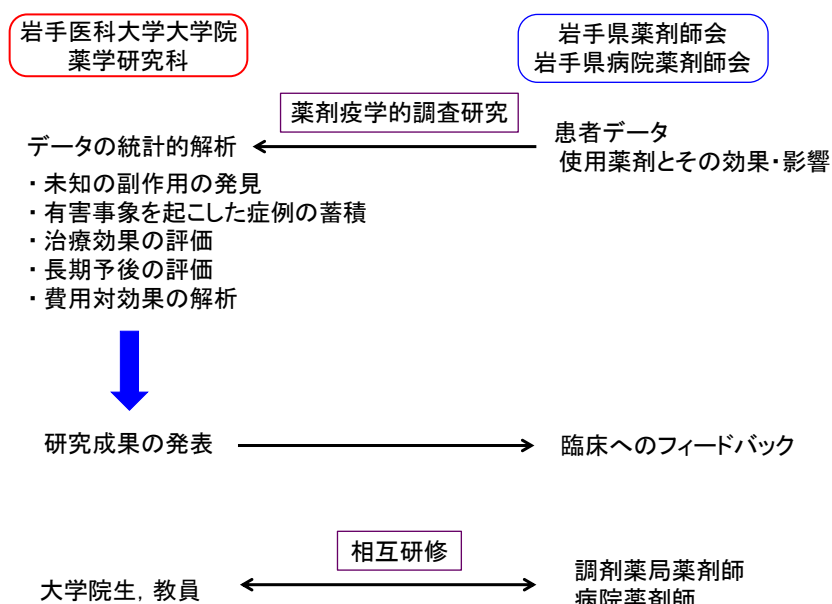 岩手医科大学大学院
薬学研究科
岩手県薬剤師会
岩手県病院薬剤師会
薬剤疫学的調査研究
データの統計的解析
患者データ
使用薬剤とその効果・影響
・未知の副作用の発見
・有害事象を起こした症例の蓄積
・治療効果の評価
・長期予後の評価
・費用対効果の解析
研究成果の発表
臨床へのフィードバック
相互研修
大学院生, 教員
調剤薬局薬剤師
病院薬剤師